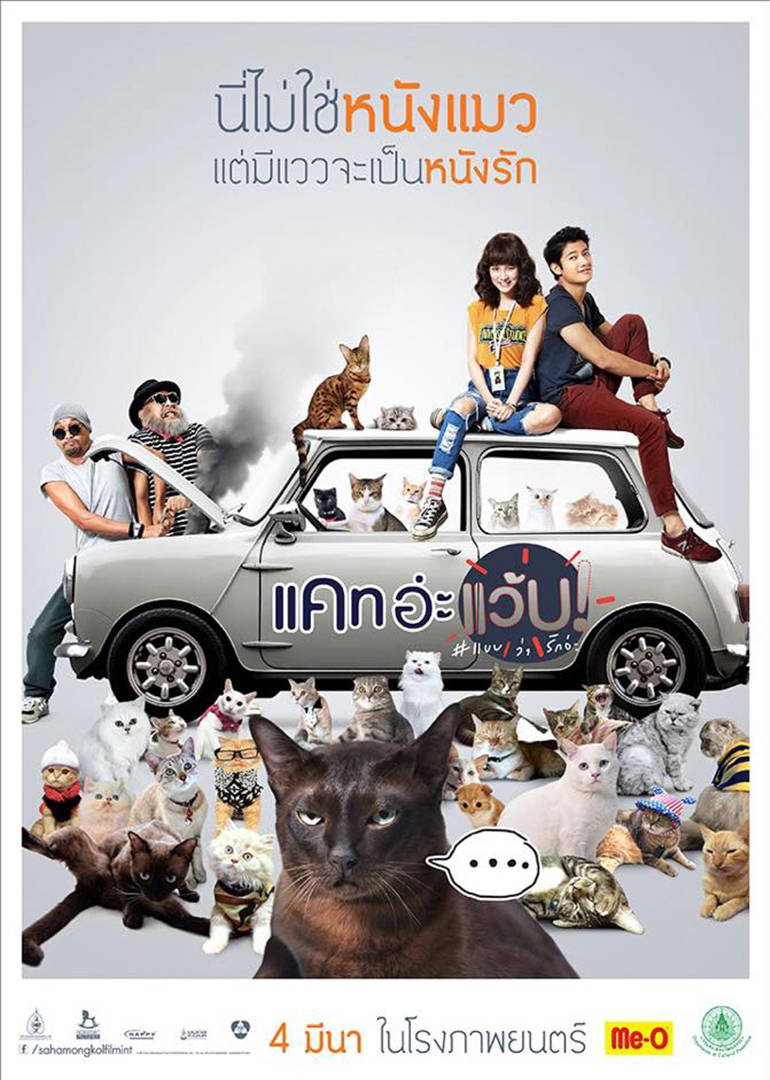 นี่ไม่ใช่หนังแมว
แต่มีแววจะเป็นหนังรัก
แคทอ่ะแว้บ!
#แบบว่ารักอ่ะ
....
/sahamongkolfilmint
HAPPY
4 มีนา ในโรงภาพยนตร์
Me-O